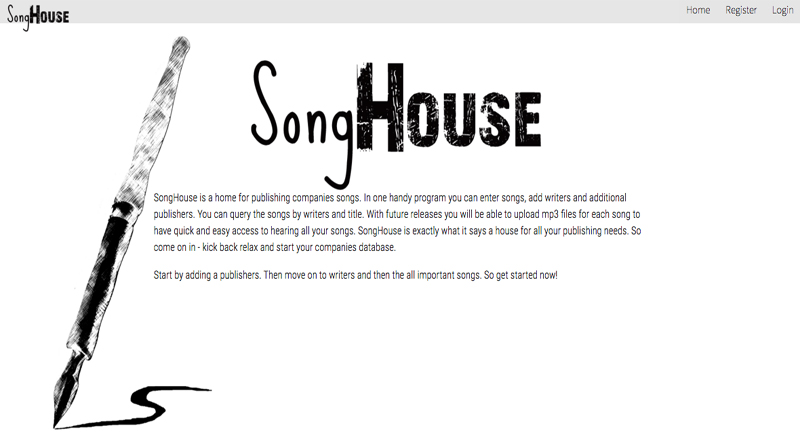 SongHouse
Home Register Login
SongHouse
SongHouse is a home for publishing companies songs. In one handy program you can enter songs, add writers and additional
publishers. You can query the songs by writers and title. With future releases you will be able to upload mp3 files for each song to
have quick and easy access to hearing all your songs. SongHouse is exactly what it says a house for all your publishing needs. So
come on in - kick back relax and start your companies database.
Start by adding a publishers. Then move on to writers and then the all important songs. So get started now!